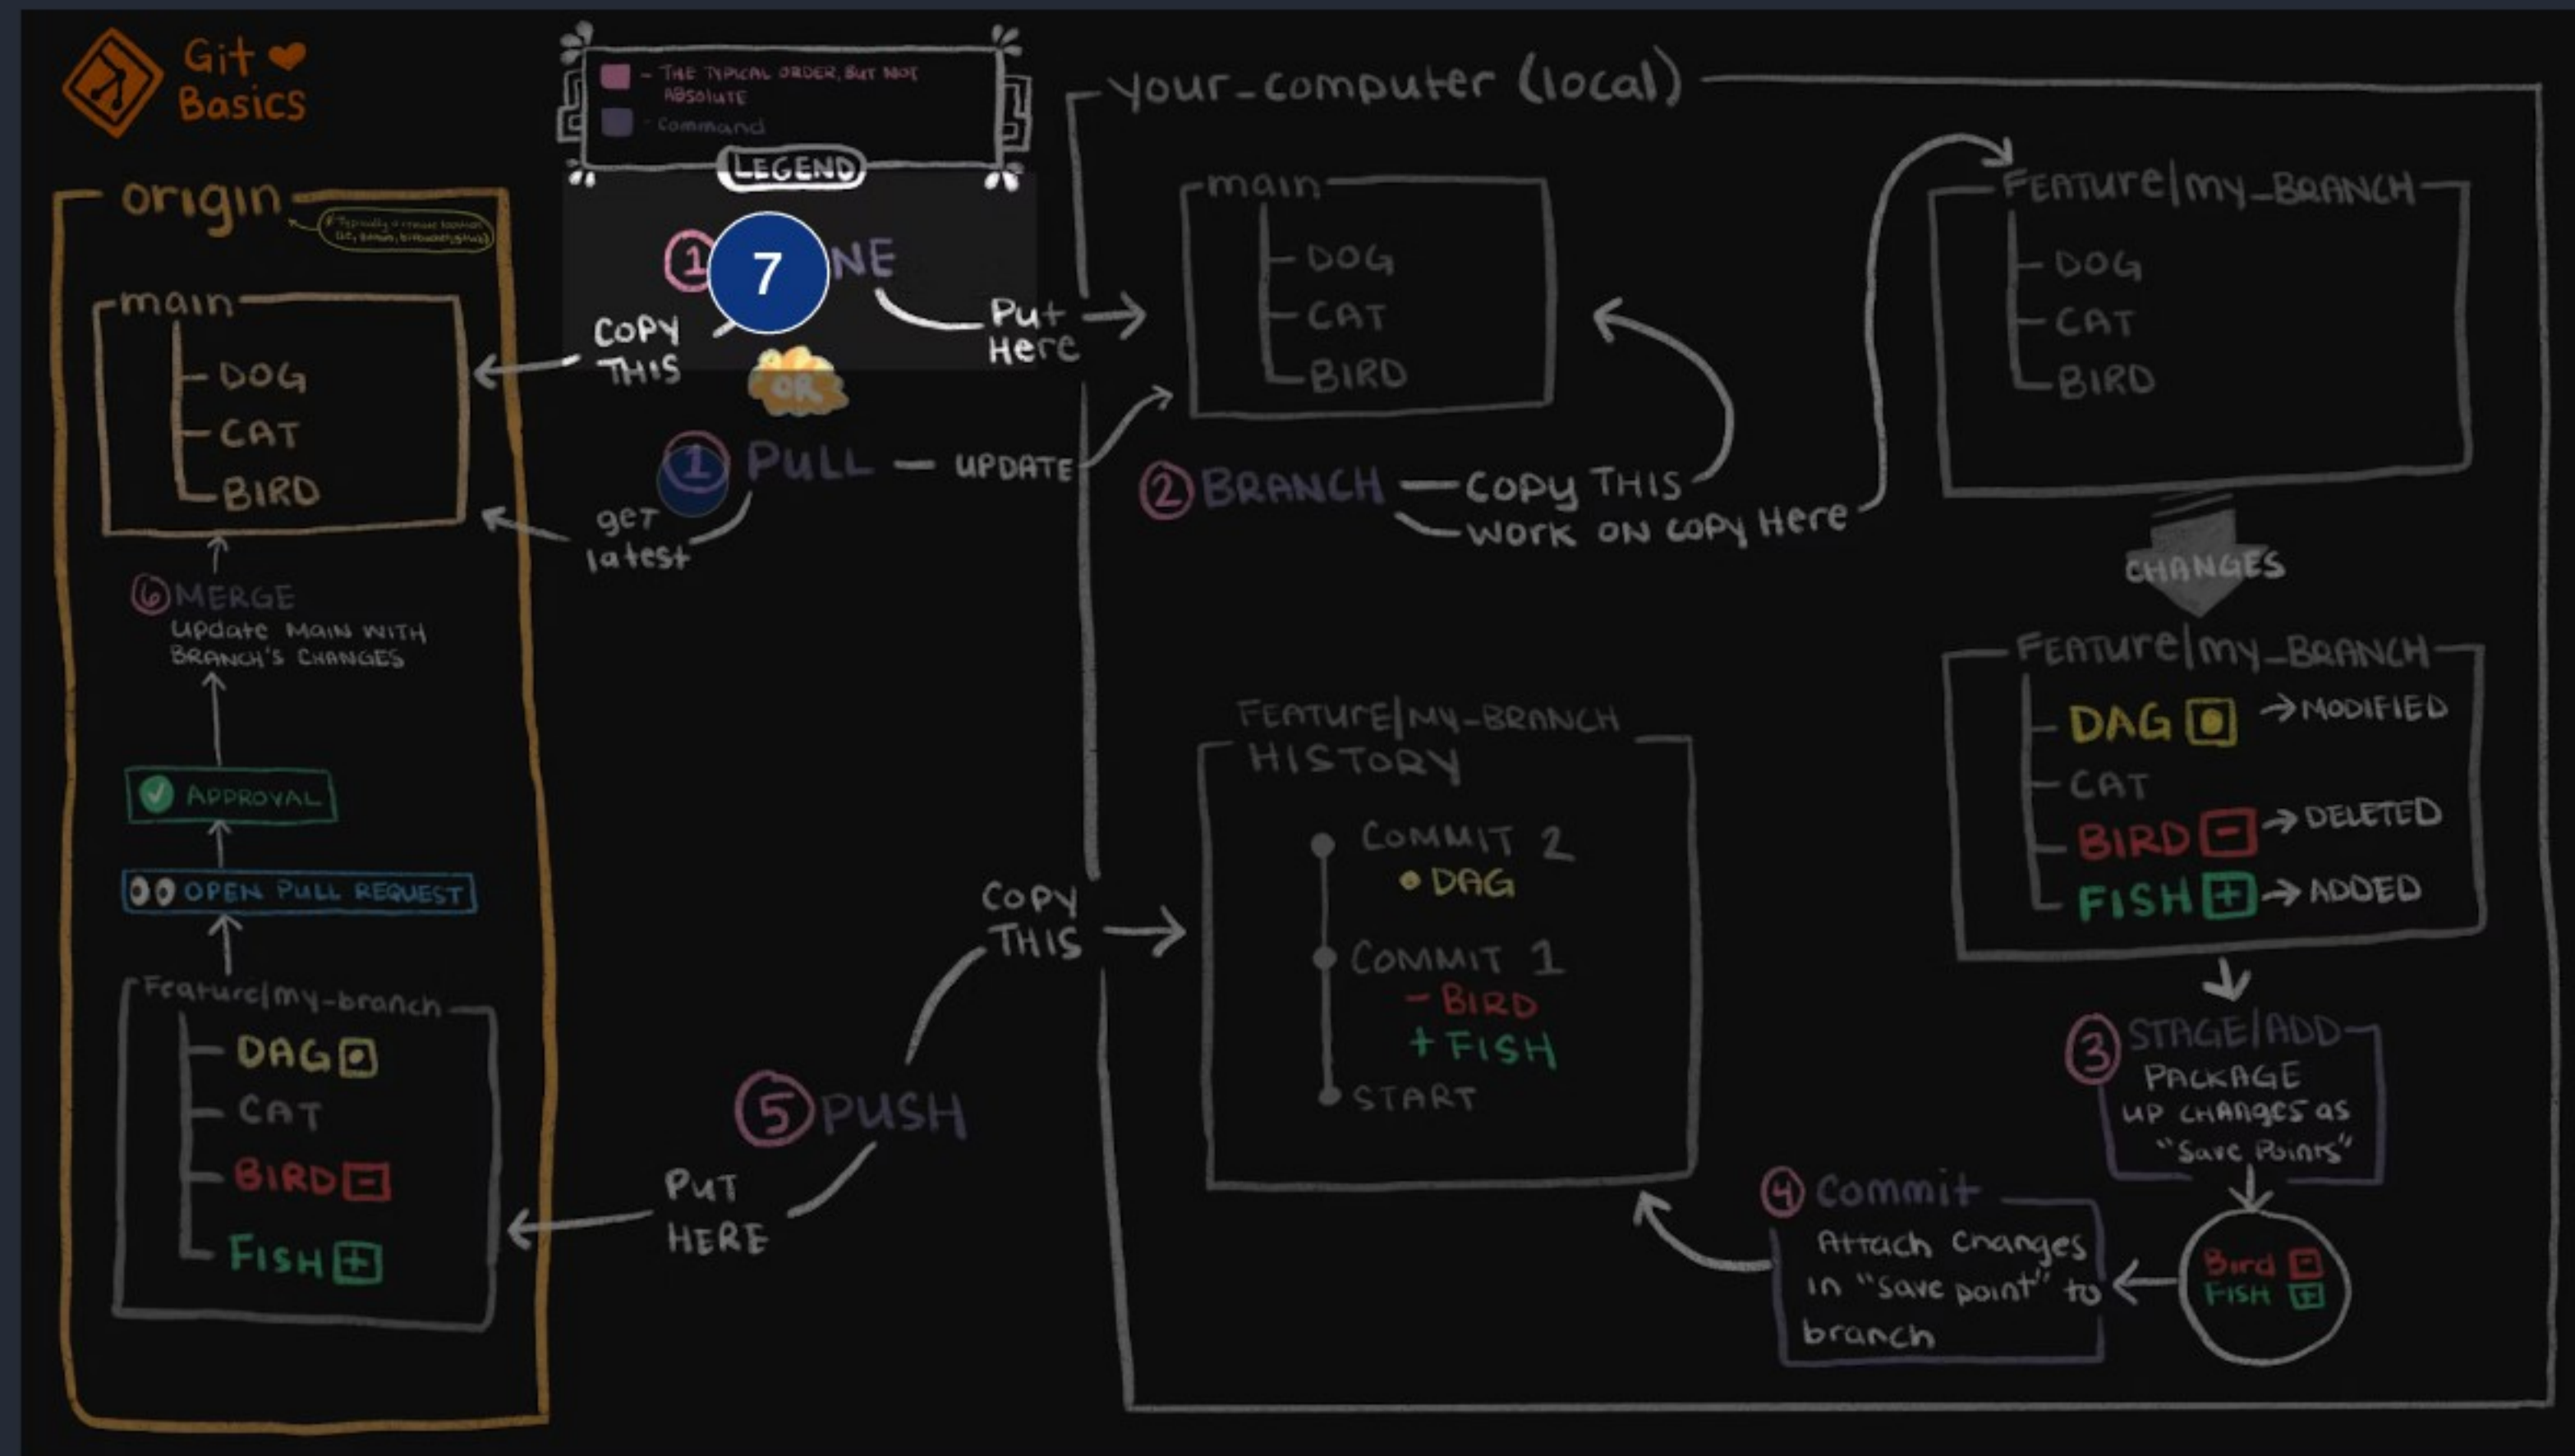 Git ❤
Basics
- THE TYPICAL ORDER, BUT NOT
ABSOLUTE
- Command
LEGEND
origin
* Typically a remote location
main
DOG
CAT
BIRD
6 MERGE
update MAIN WITH
BRANCH'S CHANGES
APPROVAL
OPEN PULL REQUEST
Feature/my-branch
DAG
CAT
BIRD -
FISH +
1 7 NE
COPY
THIS
Put
Here
OR
1 PULL — UPDATE
get
latest
COPY
THIS
5 PUSH
PUT
HERE
your_computer (local)
main
DOG
CAT
BIRD
2 BRANCH — COPY THIS
WORK ON COPY Here
FEATURE/my_BRANCH
DOG
CAT
BIRD
CHANGES
FEATURE/my_BRANCH
DAG → MODIFIED
CAT
BIRD - → DELETED
FISH + → ADDED
3 STAGE/ADD
PACKAGE
UP CHANGES as
"Save Points"
Bird -
FISH +
4 Commit
Attach Changes
in "save point" to
branch
FEATURE/MY-BRANCH
HISTORY
COMMIT 2
• DAG
COMMIT 1
- BIRD
+ FISH
START